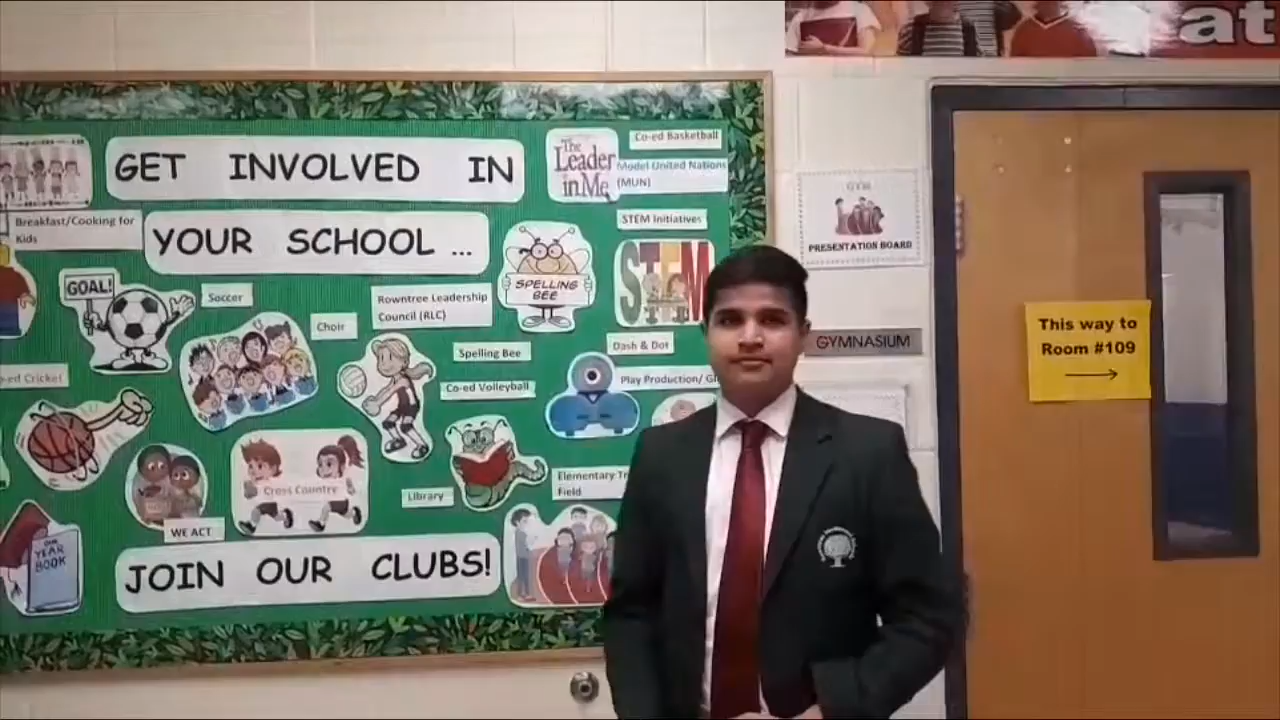 at
GET INVOLVED IN
YOUR SCHOOL ...
The
Leader
in Me
Co-ed Basketball
Model United Nations
(MUN)
STEM Initiatives
STEM
Breakfast/Cooking for
Kids
GOAL!
Soccer
Choir
Rowntree Leadership
Council (RLC)
SPELLING
BEE
Spelling Bee
Co-ed Volleyball
Dash & Dot
Play Production/
Cricket
Cross Country
Library
Elementary
Field
WE ACT
YEAR
BOOK
JOIN OUR CLUBS!
GYM
PRESENTATION BOARD
GYMNASIUM
This way to
Room #109